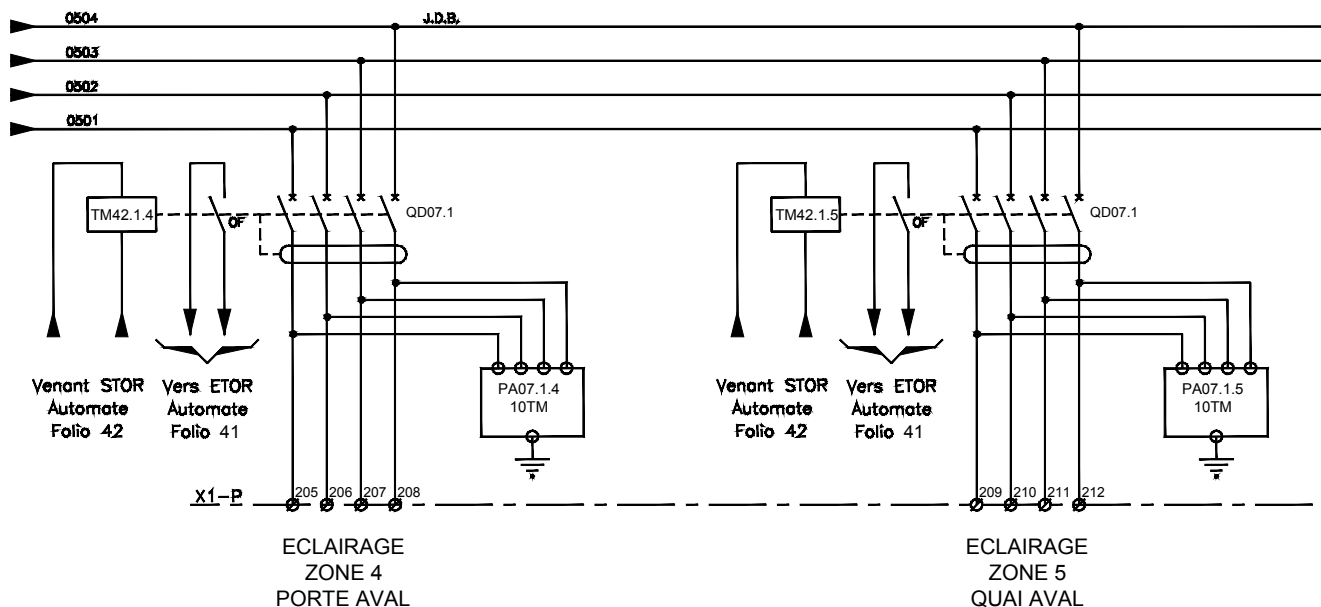 0504 J.D.B.
0503
0502
0501
TM42.1.4 OF QD07.1 TM42.1.5 OF QD07.1
Venant STOR
Automate
Folio 42
Vers ETOR
Automate
Folio 41
PA07.1.4
10TM
Venant STOR
Automate
Folio 42
Vers ETOR
Automate
Folio 41
PA07.1.5
10TM
X1-P 205 206 207 208 209 210 211 212
ECLAIRAGE
ZONE 4
PORTE AVAL
ECLAIRAGE
ZONE 5
QUAI AVAL